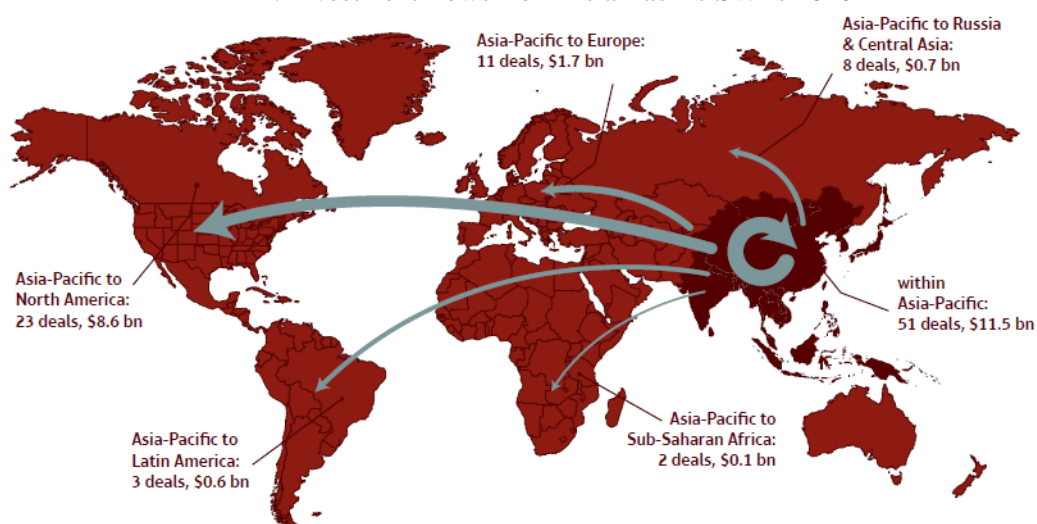 Asia-Pacific to Russia
& Central Asia:
8 deals, $0.7 bn
Asia-Pacific to Europe:
11 deals, $1.7 bn
Asia-Pacific to
North America:
23 deals, $8.6 bn
within
Asia-Pacific:
51 deals, $11.5 bn
Asia-Pacific to
Latin America:
3 deals, $0.6 bn
Asia-Pacific to
Sub-Saharan Africa:
2 deals, $0.1 bn